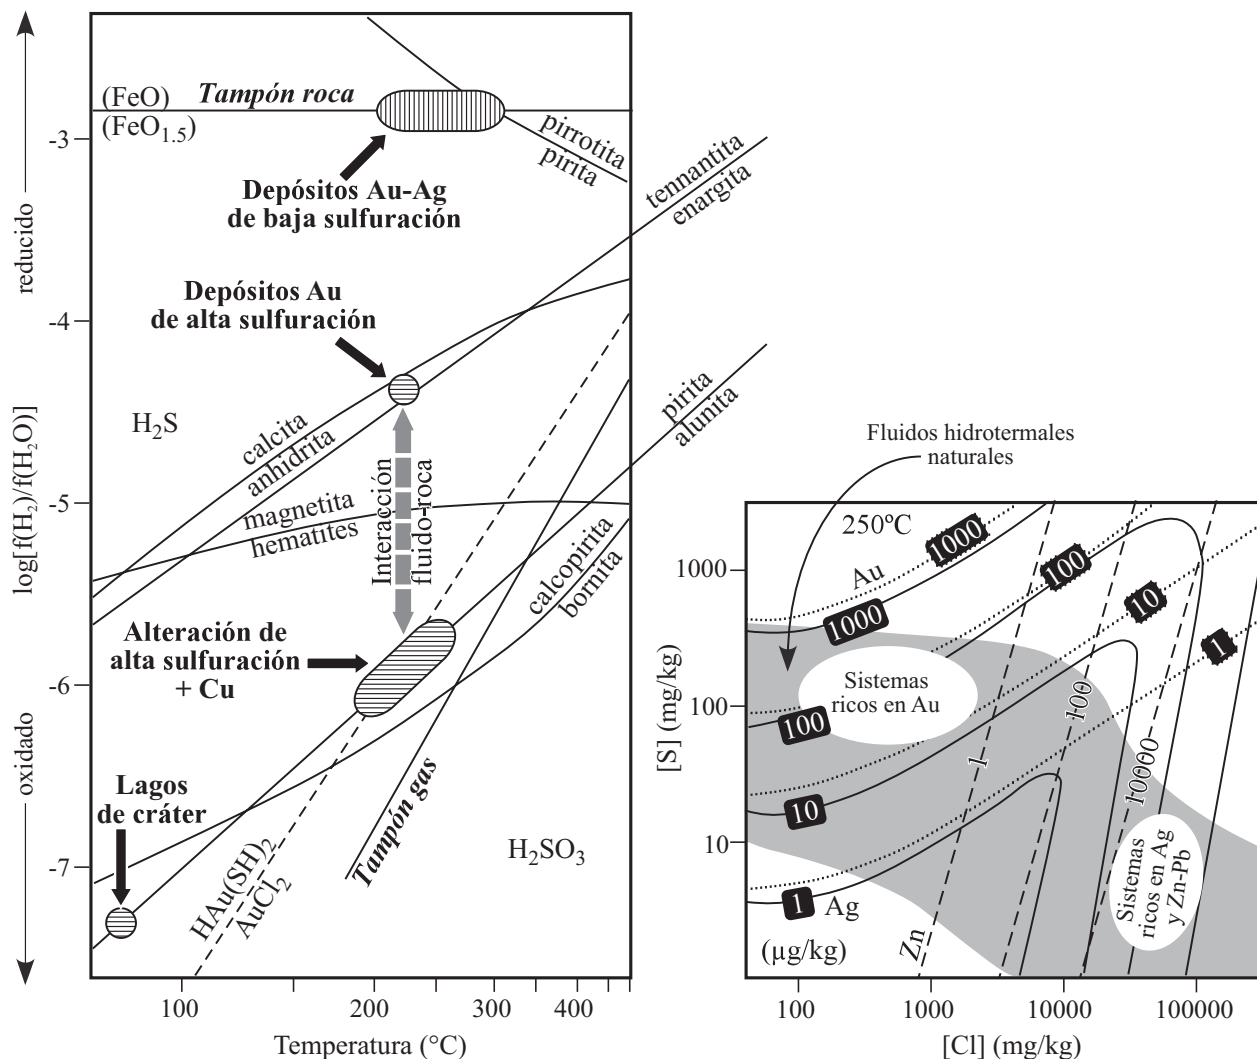 (FeO)
Tampón roca
(FeO1.5)
-3
pirrotita
pirita
Depósitos Au-Ag
de baja sulfuración
tennantita
enargita
reducido
Depósitos Au
de alta sulfuración
-4
H2S
calcita
anhidrita
pirita
alunita
log[f(H2)/f(H2O)]
-5
magnetita
hematites
Interacción
fluido-roca
calcopirita
bornita
Alteración de
alta sulfuración
+ Cu
-6
oxidado
Lagos
de cráter
Tampón gas
H2SO3
-7
HAu(SH)2
AuCl2
100
200
300
400
Temperatura (°C)
Fluidos hidrotermales
naturales
250ºC
1000
100
10
1
Au
1000
1000
[S] (mg/kg)
Sistemas
ricos en Au
100
100
1
100
10000
10
10
Sistemas
ricos en Ag
y Zn-Pb
1
Ag
Zn
(µg/kg)
100
1000
10000
100000
[Cl] (mg/kg)